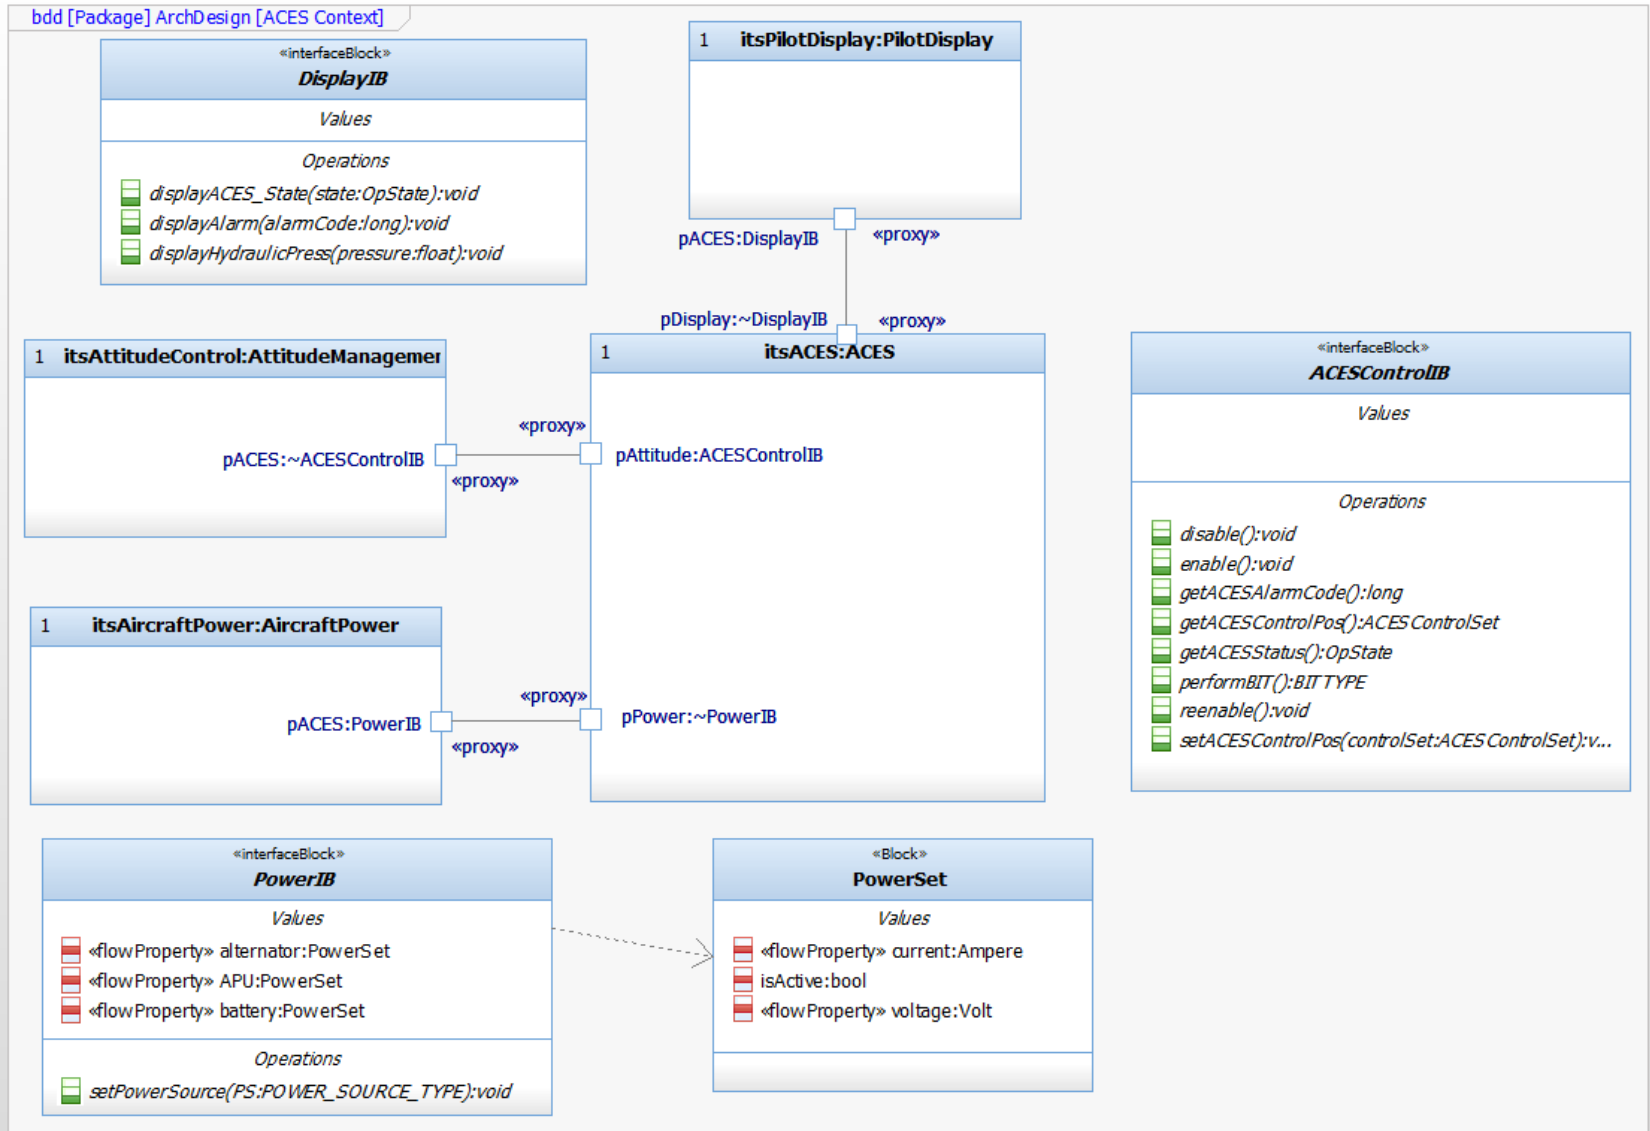 bdd [Package] ArchDesign [ACES Context]
«interfaceBlock»
DisplayIB
Values
Operations
displayACES_State(state:OpState):void
displayAlarm(alarmCode:long):void
displayHydraulicPress(pressure:float):void
1 itsPilotDisplay:PilotDisplay
pACES:DisplayIB
«proxy»
pDisplay:~DisplayIB
«proxy»
1 itsAttitudeControl:AttitudeManagemer
pACES:~ACESControlIB
«proxy»
«proxy»
1 itsACES:ACES
pAttitude:ACESControlIB
pPower:~PowerIB
«interfaceBlock»
ACESControlIB
Values
Operations
disable():void
enable():void
getACESAlarmCode():long
getACESControlPos():ACESControlSet
getACESStatus():OpState
performBIT():BITTYPE
reenable():void
setACESControlPos(controlSet:ACESControlSet):v...
1 itsAircraftPower:AircraftPower
pACES:PowerIB
«proxy»
«proxy»
«interfaceBlock»
PowerIB
Values
«flowProperty» alternator:PowerSet
«flowProperty» APU:PowerSet
«flowProperty» battery:PowerSet
Operations
setPowerSource(PS:POWER_SOURCE_TYPE):void
«Block»
PowerSet
Values
«flowProperty» current:Ampere
isActive:bool
«flowProperty» voltage:Volt